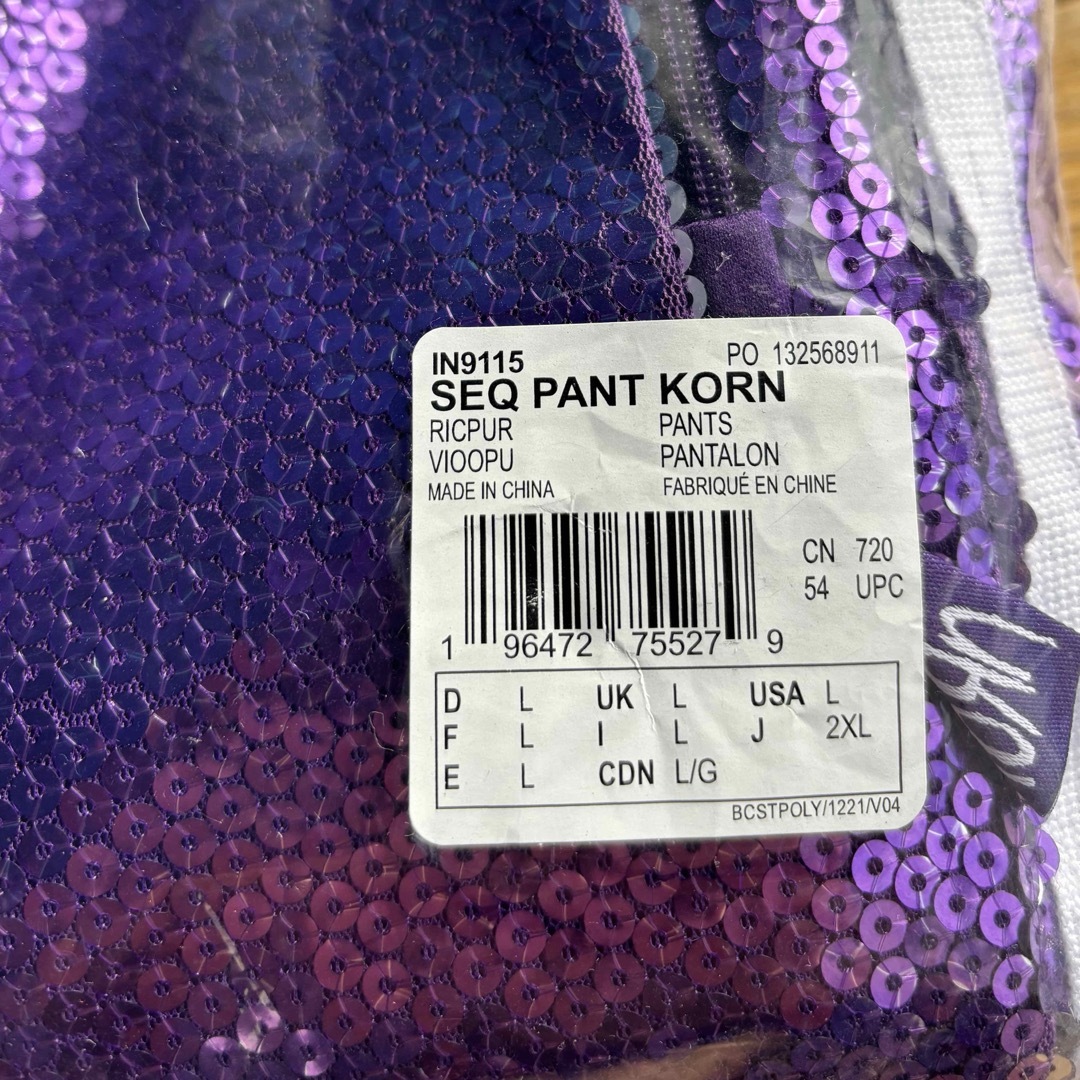 IN9115 PO 132568911
SEQ PANT KORN
RICPUR PANTS
VIOOPU PANTALON
MADE IN CHINA FABRIQUÉ EN CHINE
CN 720
54 UPC
1 96472 75527 9
D L UK L USA L
F L I L J 2XL
E L CDN L/G
BCSTPOLY/1221/V04